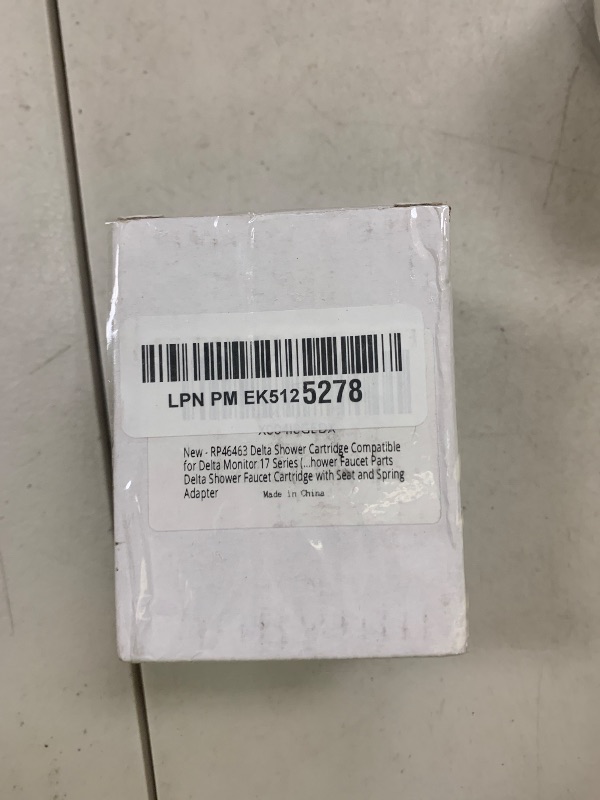 LPN PM EK5125278
New - RP46463 Delta Shower Cartridge Compatible
for Delta Monitor 17 Series (...hower Faucet Parts
Delta Shower Faucet Cartridge with Seat and Spring
Adapter Made in China